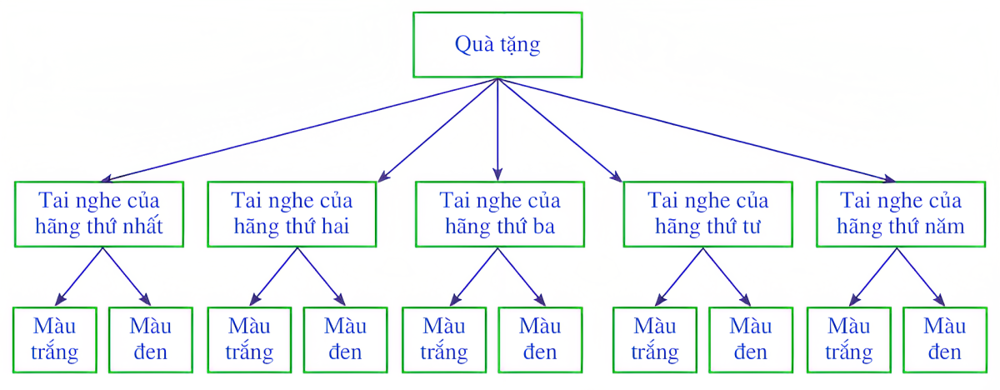 Quà tặng
Tai nghe của
hãng thứ nhất
Tai nghe của
hãng thứ hai
Tai nghe của
hãng thứ ba
Tai nghe của
hãng thứ tư
Tai nghe của
hãng thứ năm
Màu
trắng
Màu
đen
Màu
trắng
Màu
đen
Màu
trắng
Màu
đen
Màu
trắng
Màu
đen
Màu
trắng
Màu
đen